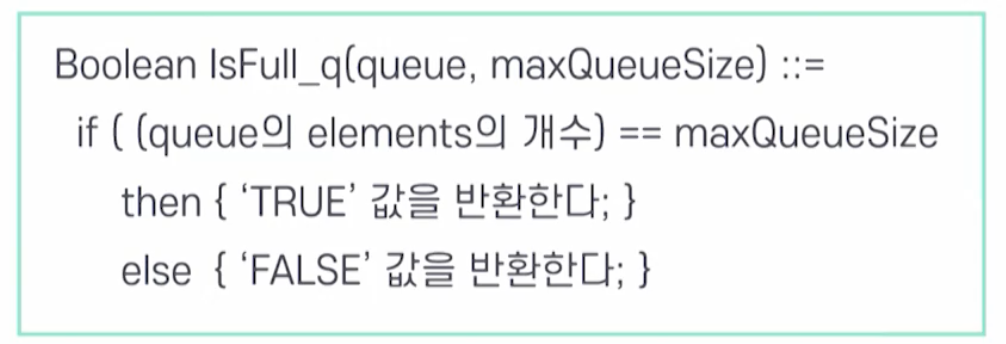 Boolean IsFull_q(queue, maxQueueSize) ::=
if ( (queue의 elements의 개수) == maxQueueSize
then { ‘TRUE’ 값을 반환한다; }
else { ‘FALSE’ 값을 반환한다; }